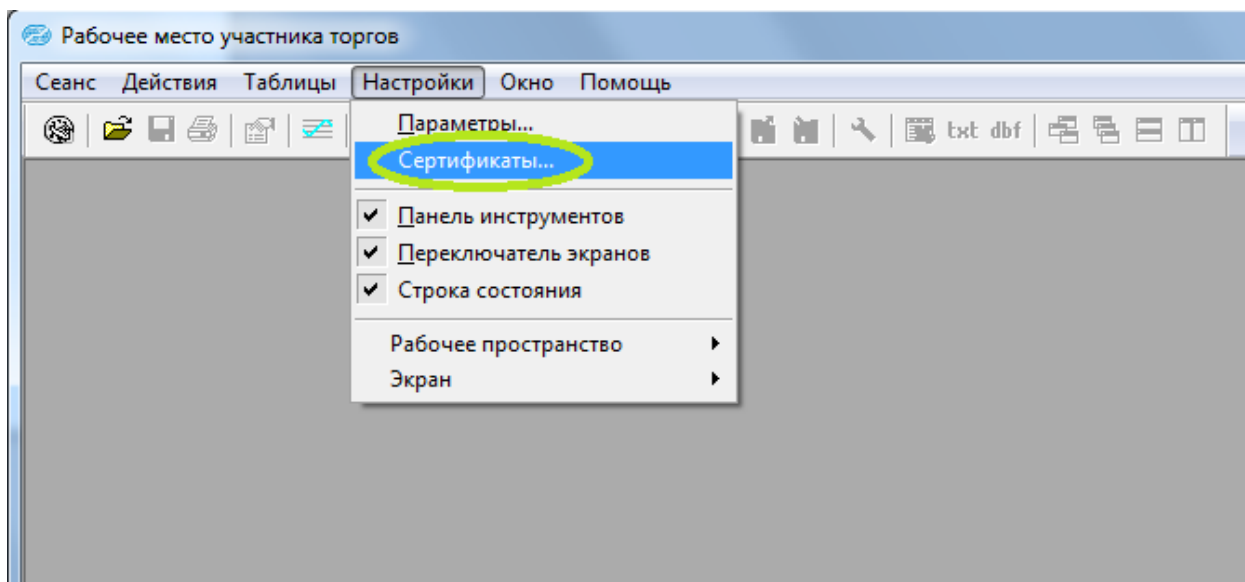 Рабочее место участника торгов
Сеанс Действия Таблицы Настройки Окно Помощь
txt dbf
Параметры...
Сертификаты...
Панель инструментов
Переключатель экранов
Строка состояния
Рабочее пространство
Экран